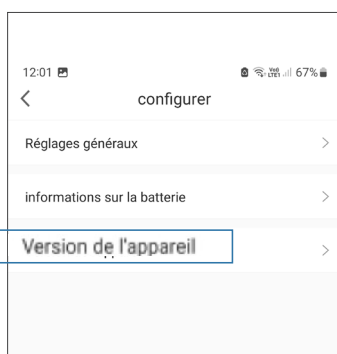 12:01 67%
configurer
Réglages généraux
informations sur la batterie
Version de l'appareil